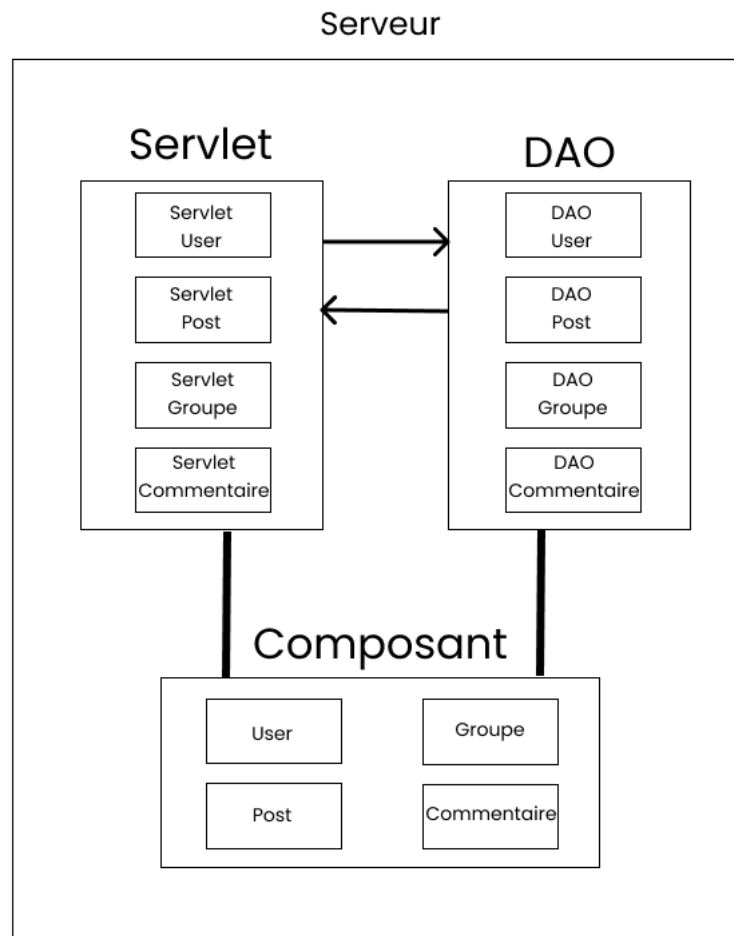 Serveur
Servlet
DAO
Servlet
User
Servlet
Post
Servlet
Groupe
Servlet
Commentaire
DAO
User
DAO
Post
DAO
Groupe
DAO
Commentaire
Composant
User
Groupe
Post
Commentaire